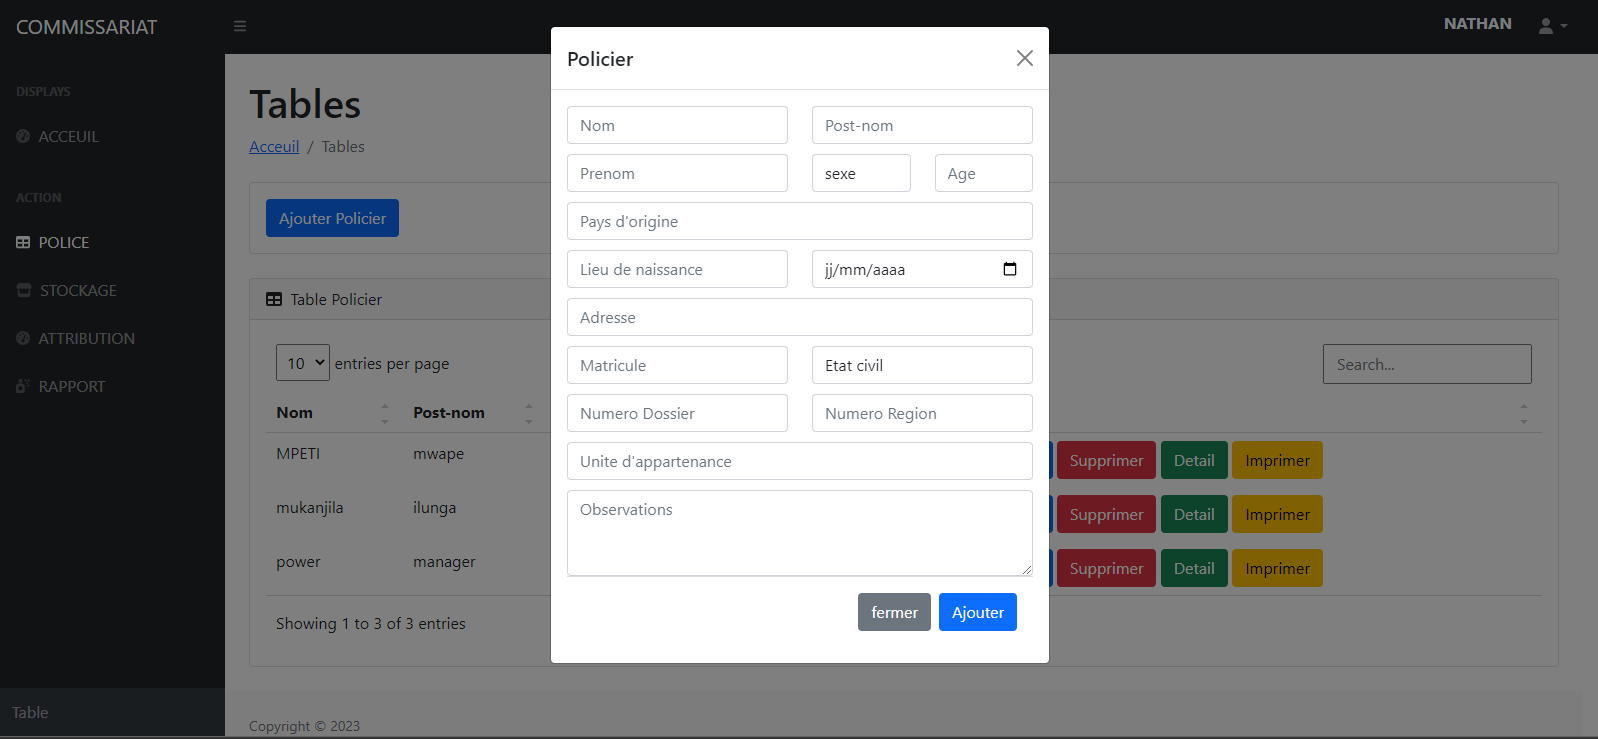 COMMISSARIAT
NATHAN
DISPLAYS
ACCEUIL
ACTION
POLICE
STOCKAGE
ATTRIBUTION
RAPPORT
Table
Tables
Acceuil / Tables
Ajouter Policier
Table Policier
10 entries per page
Search...
Nom Post-nom
MPETI mwape Supprimer Detail Imprimer
mukanjila ilunga Supprimer Detail Imprimer
power manager Supprimer Detail Imprimer
Showing 1 to 3 of 3 entries
Copyright © 2023
Policier
Nom Post-nom
Prenom sexe Age
Pays d'origine
Lieu de naissance jj/mm/aaaa
Adresse
Matricule Etat civil
Numero Dossier Numero Region
Unite d'appartenance
Observations
fermer Ajouter